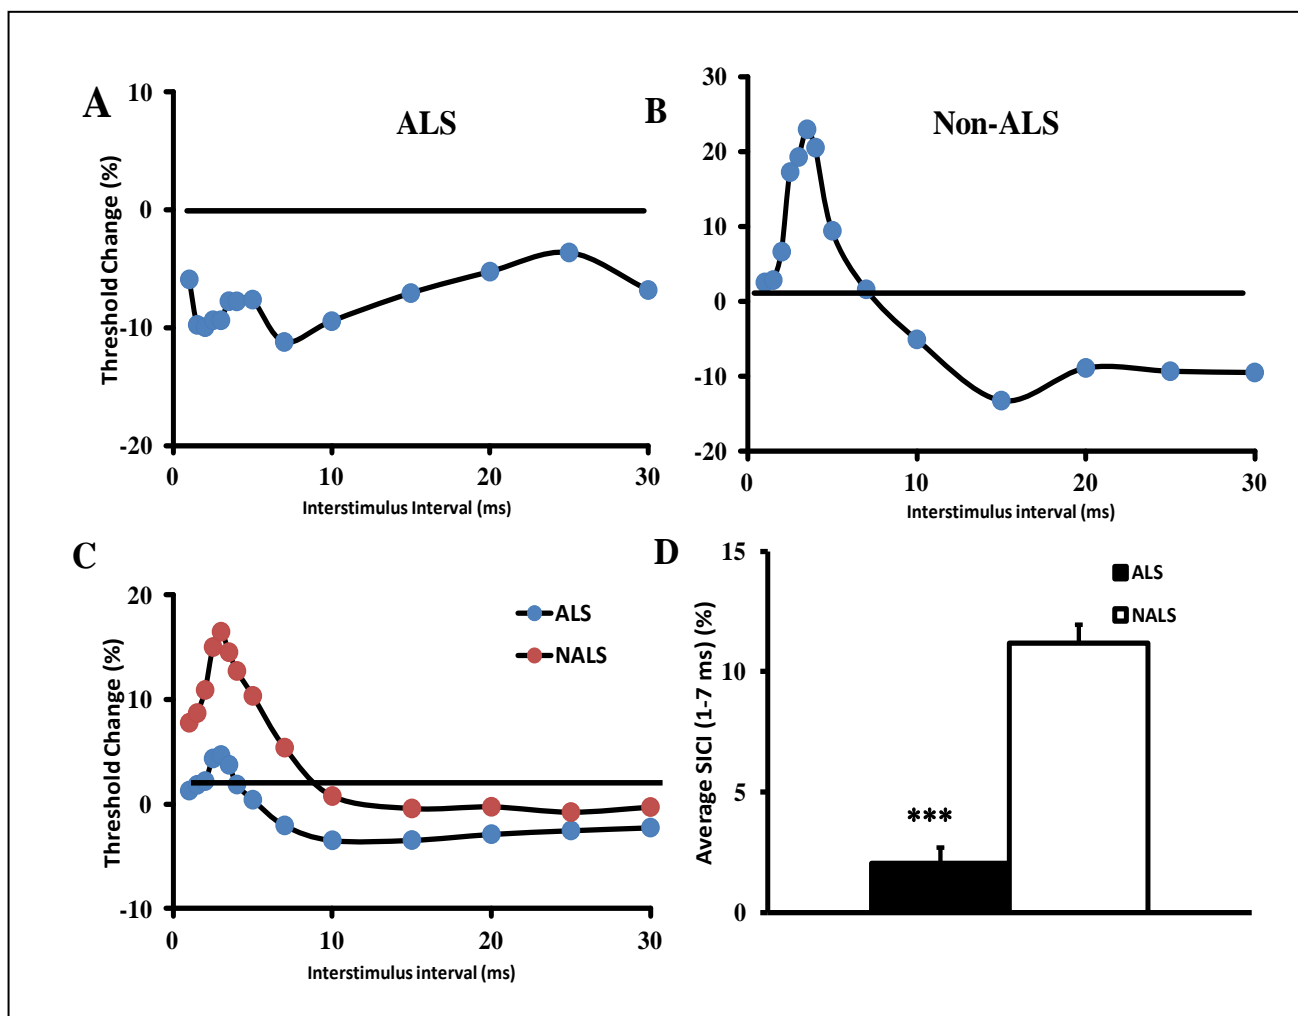 A
ALS
10
0
-10
-20
0
10
20
30
Threshold Change (%)
Interstimulus Interval (ms)
B
Non-ALS
30
20
10
0
-10
-20
0
10
20
30
Interstimulus interval (ms)
C
20
10
0
-10
0
10
20
30
Threshold Change (%)
Interstimulus interval (ms)
ALS
NALS
D
15
10
5
0
Average SICI (1-7 ms) (%)
ALS
NALS
***